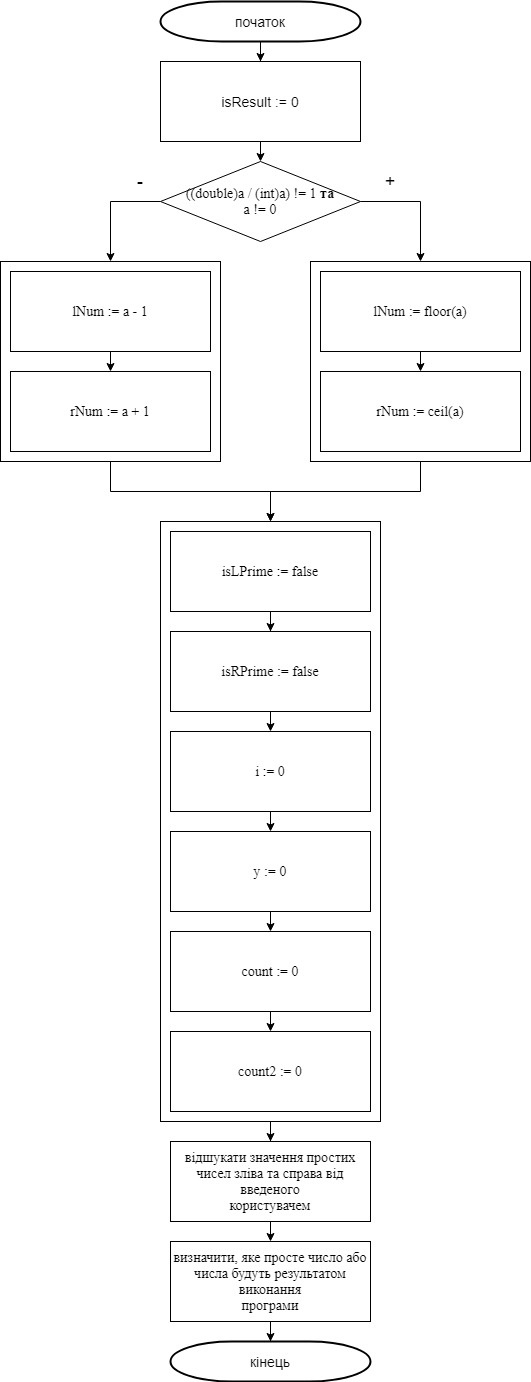 початок
isResult := 0
-
+
((double)a / (int)a) != 1 та
a != 0
lNum := a - 1
lNum := floor(a)
rNum := a + 1
rNum := ceil(a)
isLPrime := false
isRPrime := false
i := 0
y := 0
count := 0
count2 := 0
відшукати значення простих
чисел зліва та справа від
введеного
користувачем
визначити, яке просте число або
числа будуть результатом
виконання
програми
кінець